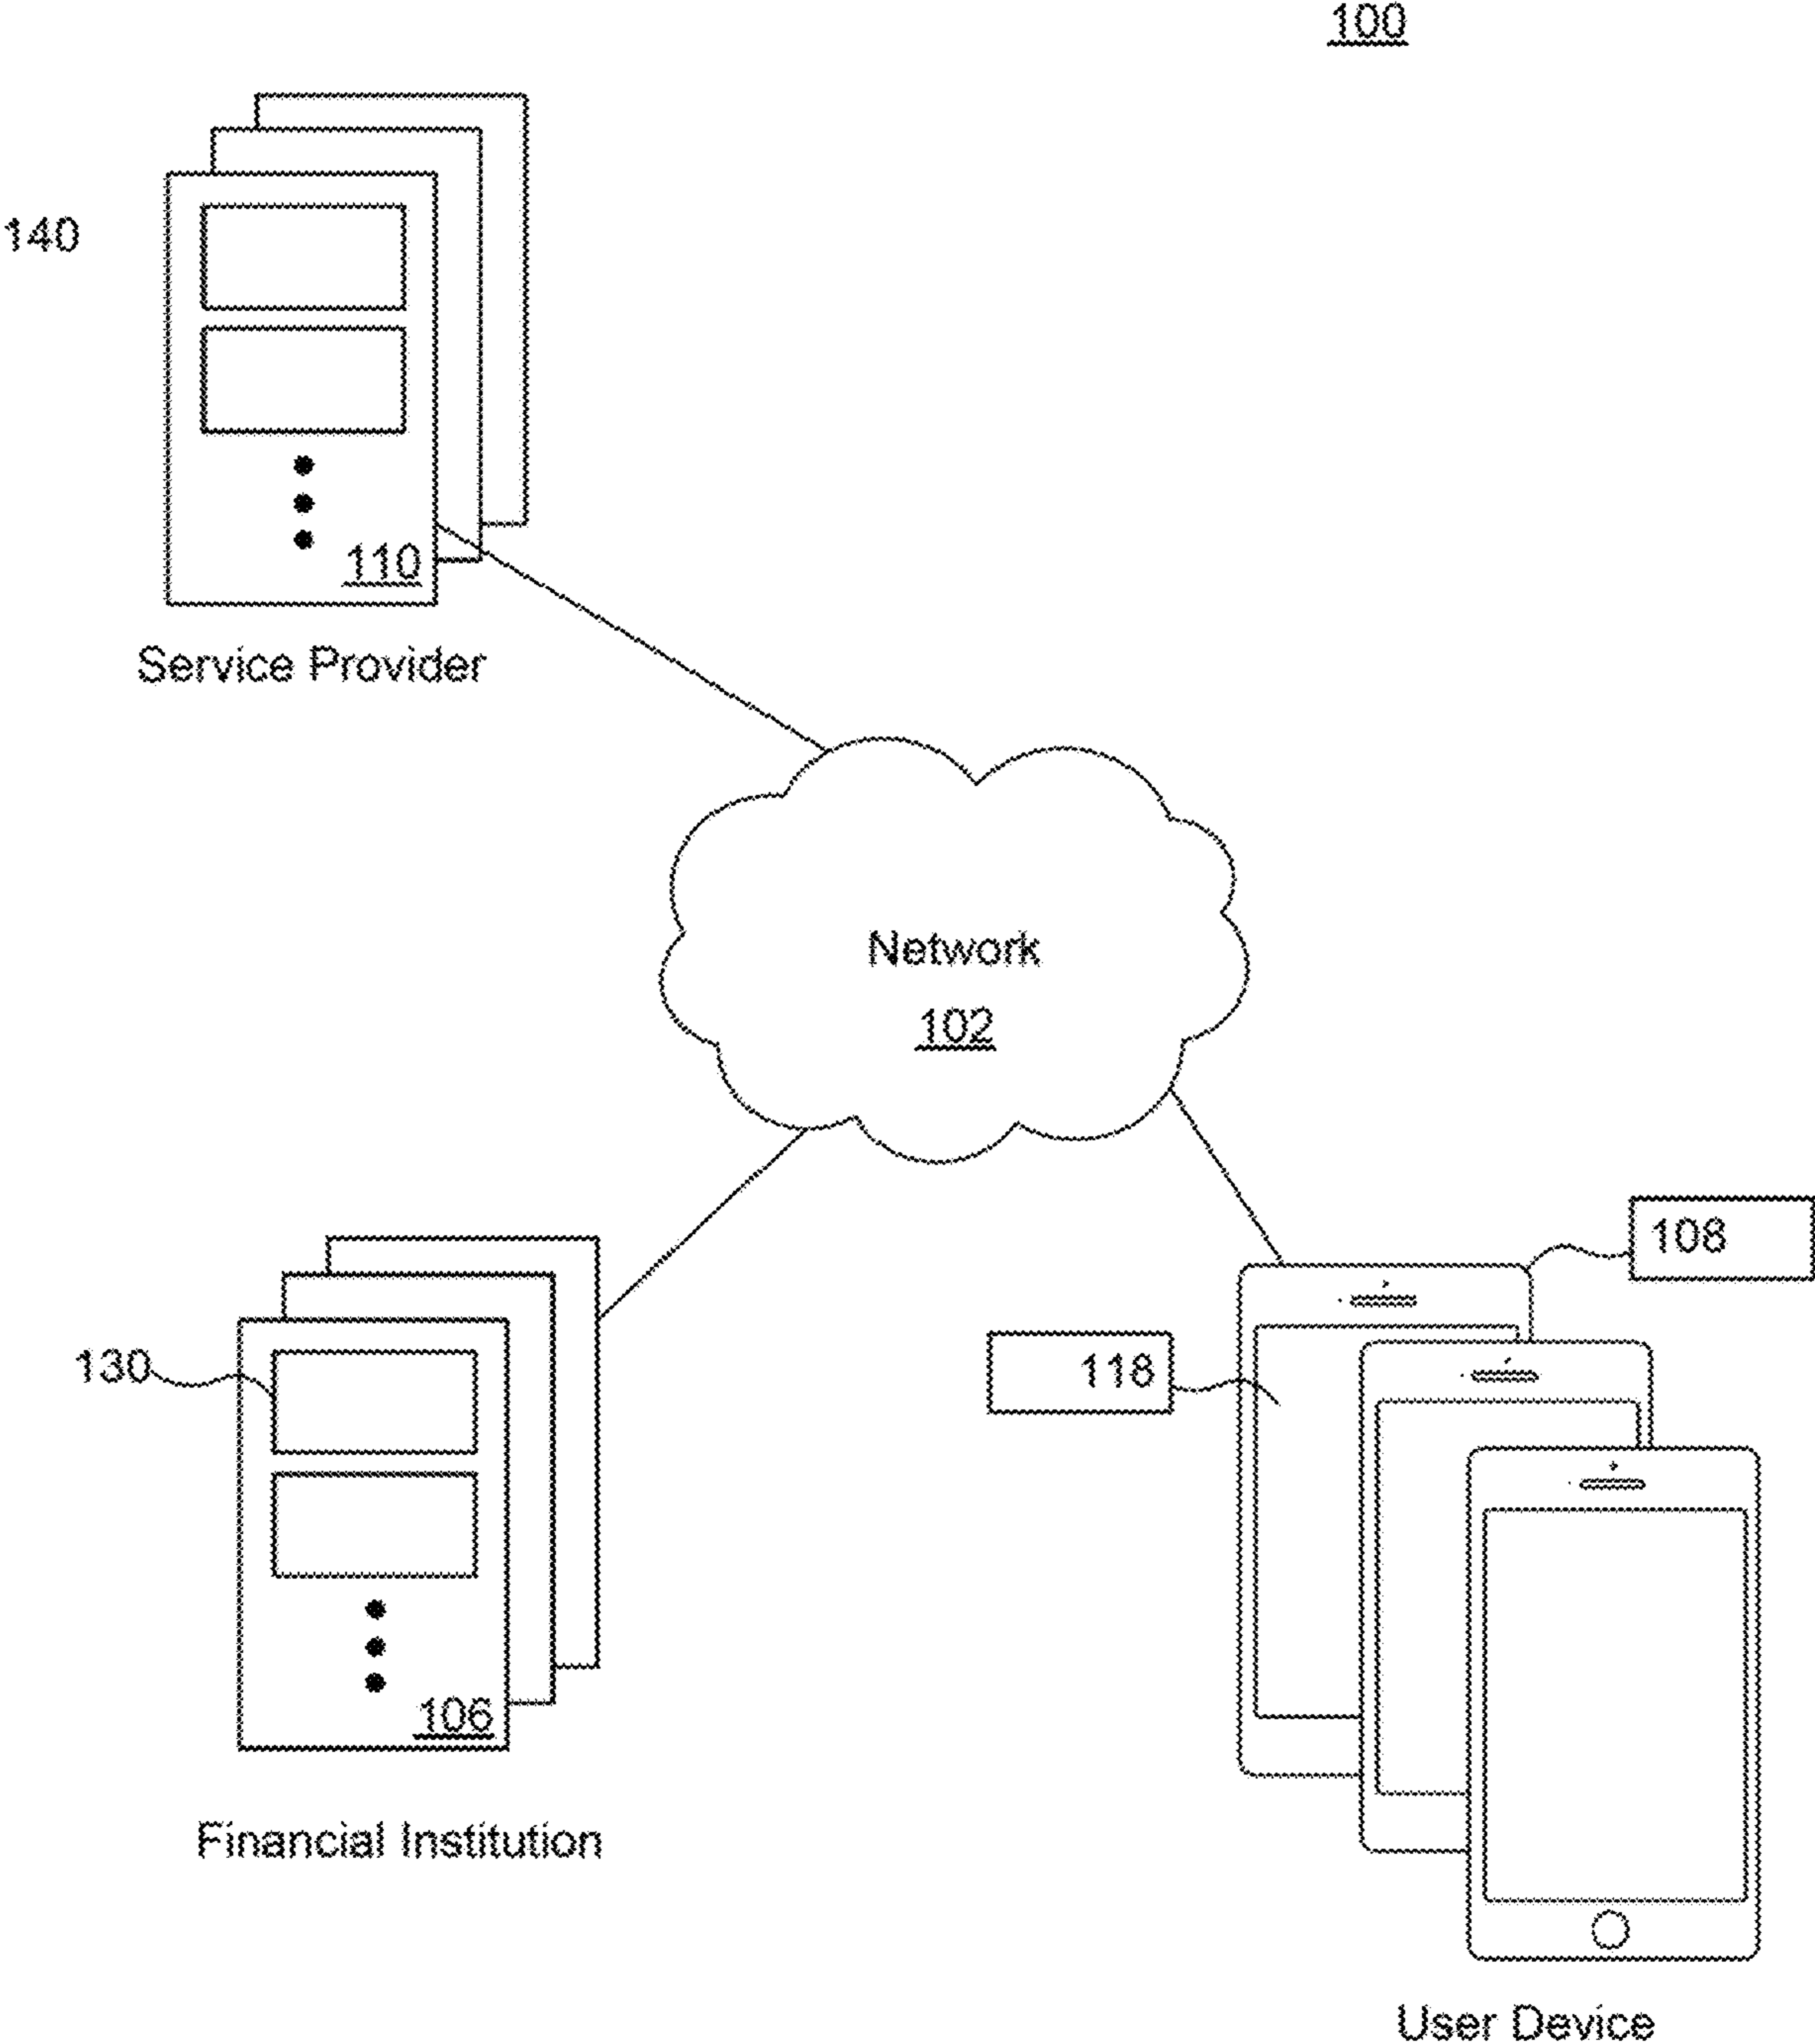 100
140
110
Service Provider
Network
102
108
118
130
106
Financial Institution
User Device